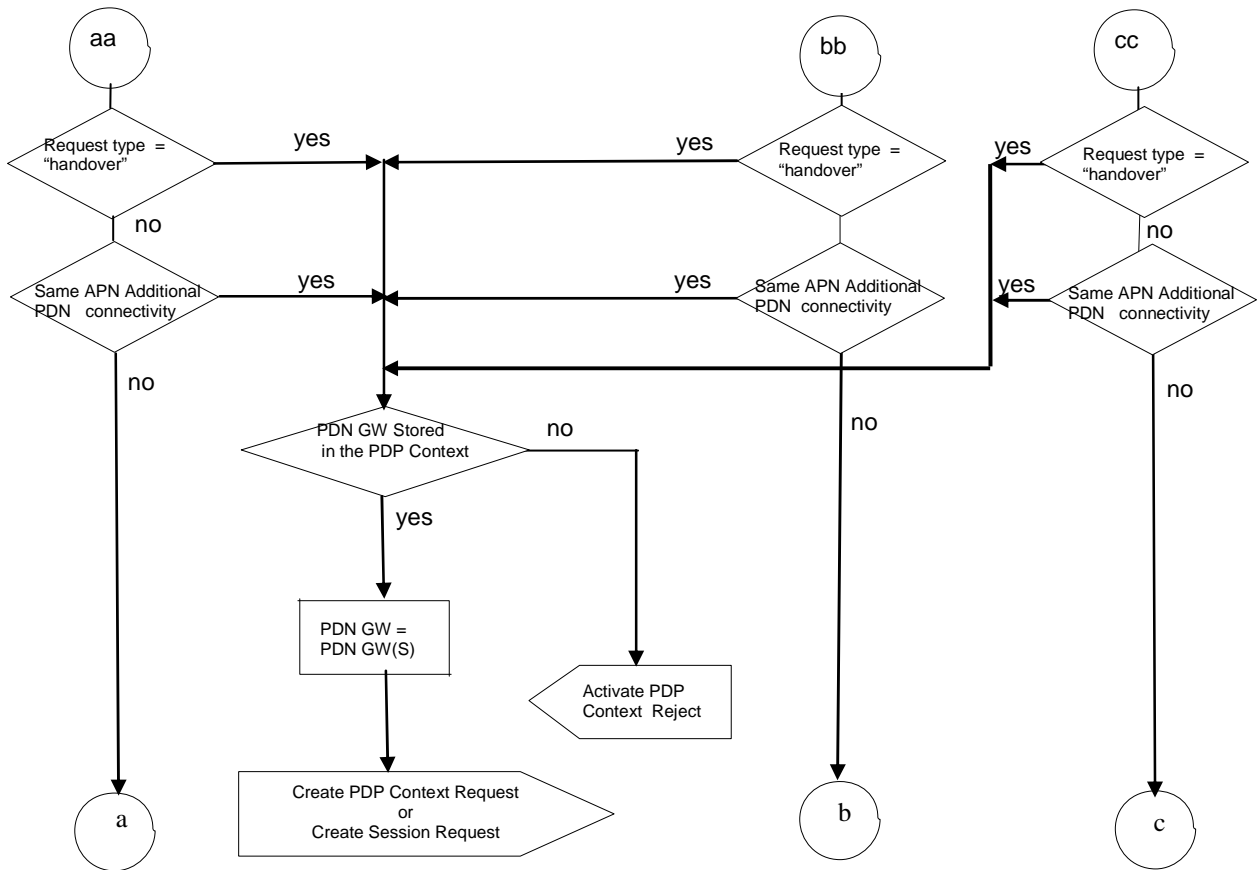 aa
bb
cc
Request type =
“handover”
yes
yes
Request type =
“handover”
yes
Request type =
“handover”
no
no
Same APN Additional
PDN connectivity
yes
yes
Same APN Additional
PDN connectivity
yes
Same APN Additional
PDN connectivity
no
no
no
PDN GW Stored
in the PDP Context
no
yes
PDN GW =
PDN GW(S)
Activate PDP
Context Reject
Create PDP Context Request
or
Create Session Request
a
b
c